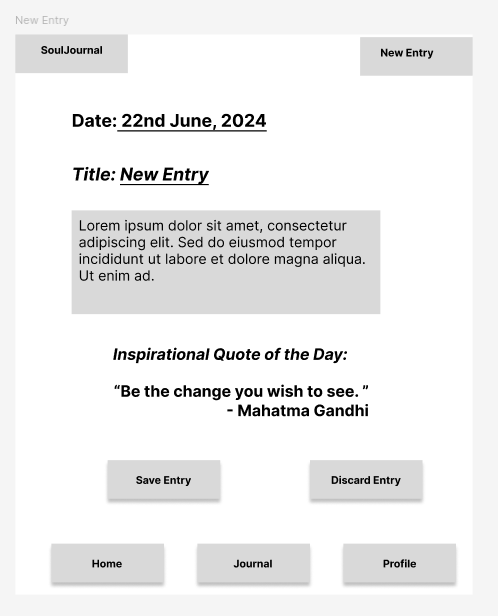 New Entry
SoulJournal
New Entry
Date: 22nd June, 2024
Title: New Entry
Lorem ipsum dolor sit amet, consectetur
adipiscing elit. Sed do eiusmod tempor
incididunt ut labore et dolore magna aliqua.
Ut enim ad.
Inspirational Quote of the Day:
“Be the change you wish to see. ”
- Mahatma Gandhi
Save Entry
Discard Entry
Home
Journal
Profile